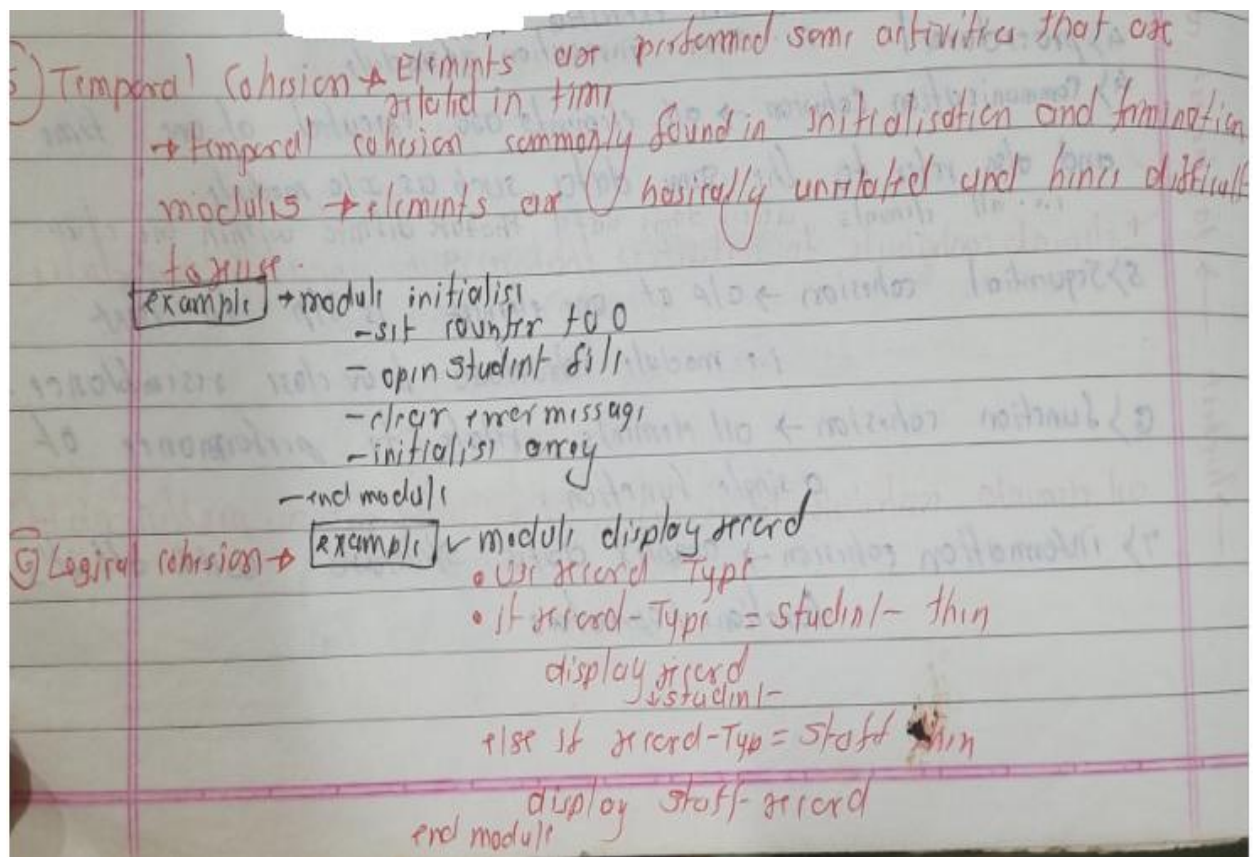 5) Temporal Cohesion → Elements are performed some activities that are
related in time
→ temporal cohesion commonly found in initialisation and termination
modules → elements are basically unrelated and hince difficult
to reuse.
example → module initialise
- set counter to 0
- open student file
- clear error message
- initialise array
- end module
6) Logical cohesion → example ✓ module display record
• use record Type
• if record-Type = student then
display record
↓ student
else if record-Typ = Staff then
display staff-record
end module